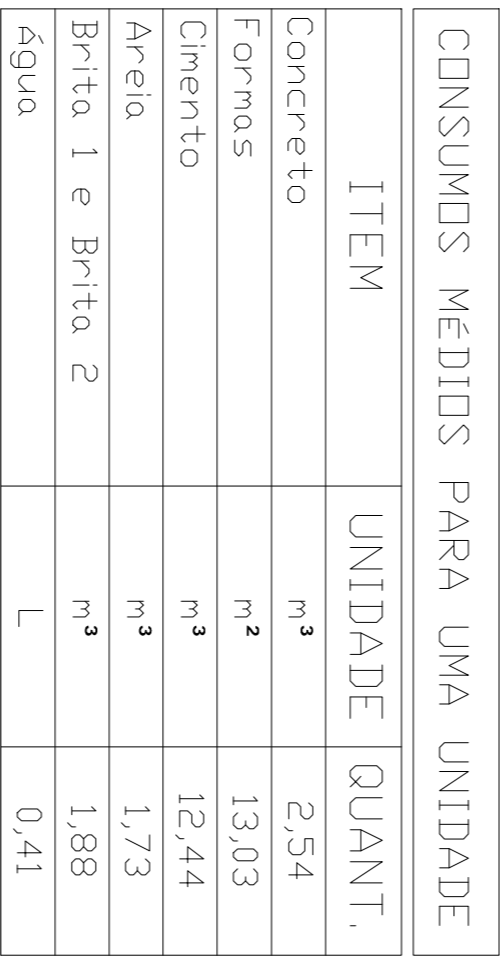 CONSUMOS MÉDIOS PARA UMA UNIDADE
ITEM UNIDADE QUANT.
Concreto m³ 2,54
Formas m² 13,03
Cimento m³ 12,44
Areia m³ 1,73
Brita 1 e Brita 2 m³ 1,88
Água L 0,41